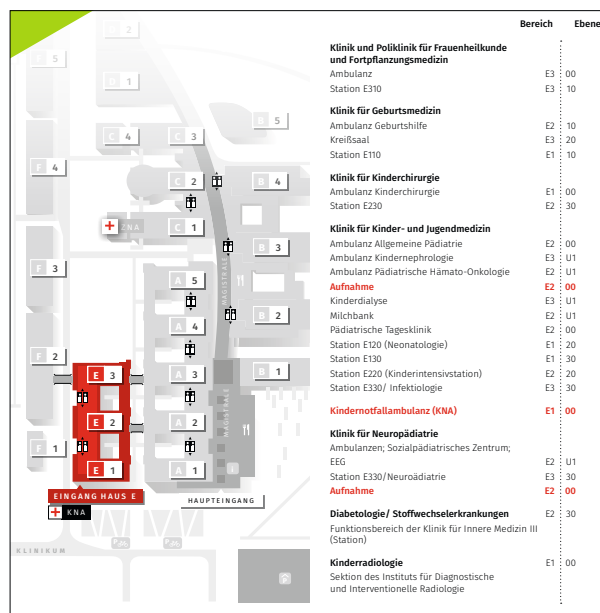 Bereich Ebene
Klinik und Poliklinik für Frauenheilkunde
und Fortpflanzungsmedizin
Ambulanz E3 00
Station E310 E3 10
Klinik für Geburtsmedizin
Ambulanz Geburtshilfe E2 10
Kreißsaal E3 20
Station E110 E1 10
Klinik für Kinderchirurgie
Ambulanz Kinderchirurgie E1 00
Station E230 E2 30
Klinik für Kinder- und Jugendmedizin
Ambulanz Allgemeine Pädiatrie E2 00
Ambulanz Kindernephrologie E3 U1
Ambulanz Pädiatrische Hämato-Onkologie E2 U1
Aufnahme E2 00
Kinderdialyse E3 U1
Milchbank E2 U1
Pädiatrische Tagesklinik E2 00
Station E120 (Neonatologie) E1 20
Station E130 E1 30
Station E220 (Kinderintensivstation) E2 20
Station E330/ Infektiologie E3 30
Kindernotfallambulanz (KNA) E1 00
Klinik für Neuropädiatrie
Ambulanzen; Sozialpädiatrisches Zentrum;
EEG E2 U1
Station E330/Neuroädiatrie E3 30
Aufnahme E2 00
Diabetologie/ Stoffwechselerkrankungen E2 30
Funktionsbereich der Klinik für Innere Medizin III
(Station)
Kinderradiologie E1 00
Sektion des Instituts für Diagnostische
und Interventionelle Radiologie
E 2
F 5
D 1
B 5
C 4
C 3
F 4
C 2
B 4
ZNA
C 1
B 3
F 3
A 5
MAGISTRALE
A 4
B 2
F 2
E 3
A 3
B 1
E 2
A 2
MAGISTRALE
F 1
E 1
A 1
i
EINGANG HAUS E
HAUPTEINGANG
KNA
P
P
KLINIKUM